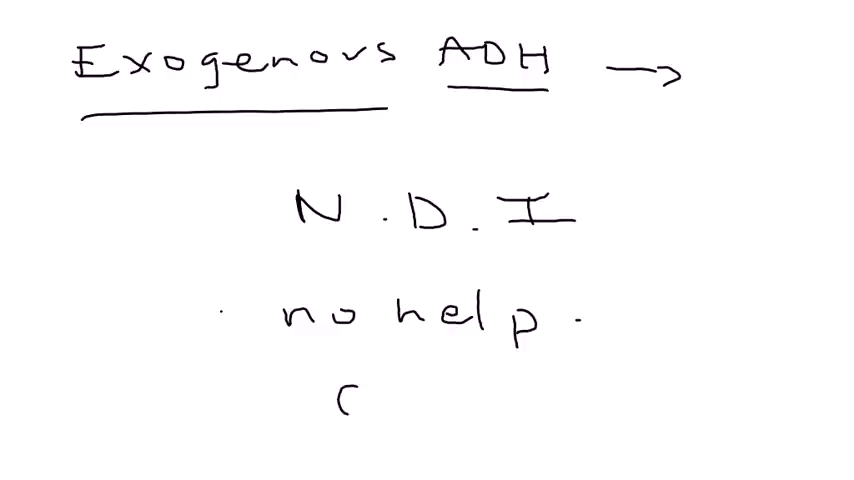 Exogenous ADH →
N.D.I
no help.
C